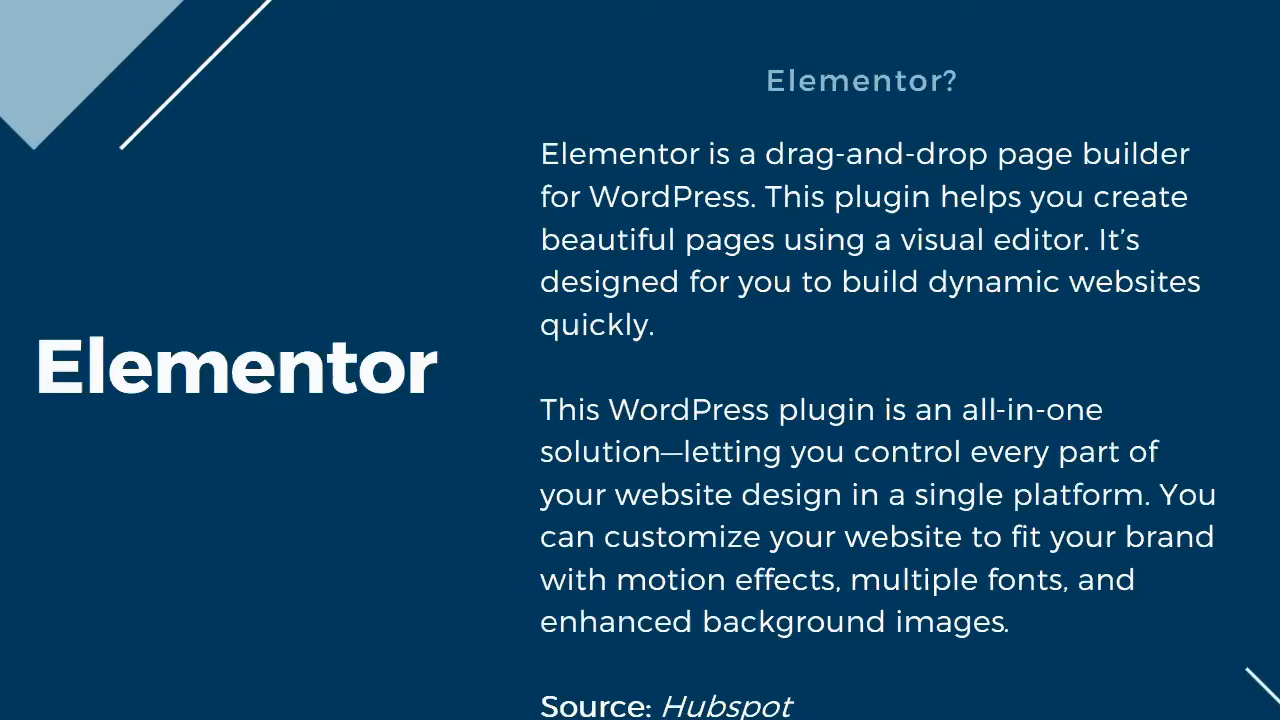 Elementor
Elementor?
Elementor is a drag-and-drop page builder
for WordPress. This plugin helps you create
beautiful pages using a visual editor. It’s
designed for you to build dynamic websites
quickly.
This WordPress plugin is an all-in-one
solution—letting you control every part of
your website design in a single platform. You
can customize your website to fit your brand
with motion effects, multiple fonts, and
enhanced background images.
Source: Hubspot